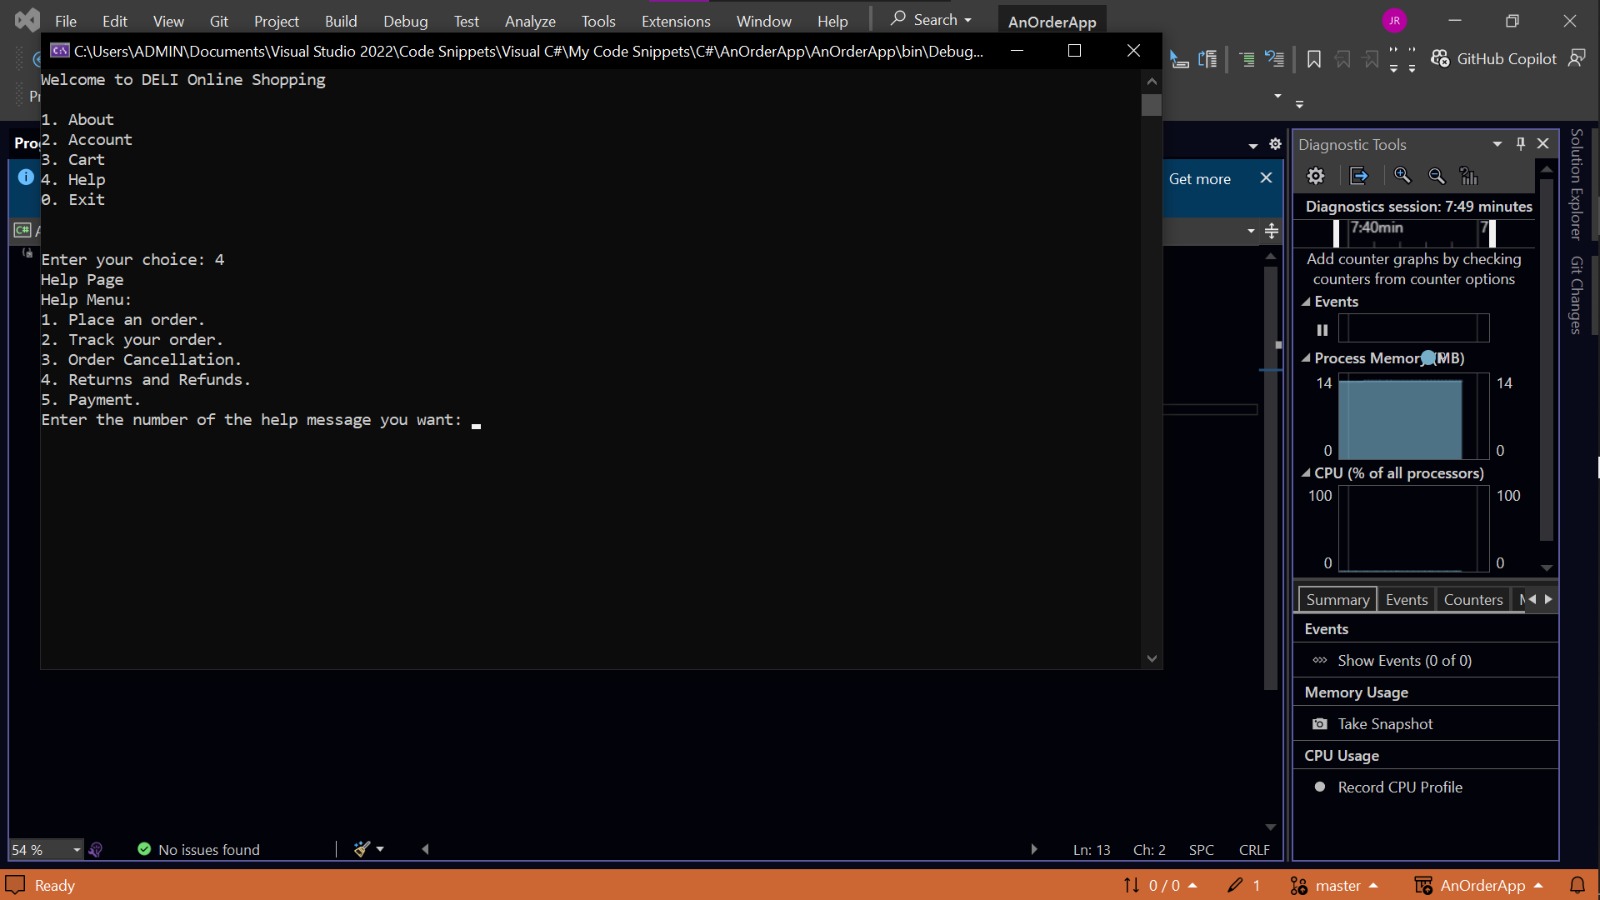 File Edit View Git Project Build Debug Test Analyze Tools Extensions Window Help Search AnOrderApp JR
C:\Users\ADMIN\Documents\Visual Studio 2022\Code Snippets\Visual C#\My Code Snippets\C#\AnOrderApp\AnOrderApp\bin\Debug...
GitHub Copilot
Welcome to DELI Online Shopping
1. About
2. Account
3. Cart
4. Help
0. Exit
Enter your choice: 4
Help Page
Help Menu:
1. Place an order.
2. Track your order.
3. Order Cancellation.
4. Returns and Refunds.
5. Payment.
Enter the number of the help message you want:
Get more
C#
Diagnostic Tools
Diagnostics session: 7:49 minutes
7:40min
Add counter graphs by checking
counters from counter options
Events
Process Memory (MB)
14 14
0 0
CPU (% of all processors)
100 100
0 0
Summary Events Counters
Events
Show Events (0 of 0)
Memory Usage
Take Snapshot
CPU Usage
Record CPU Profile
Solution Explorer
Git Changes
54 % No issues found Ln: 13 Ch: 2 SPC CRLF
Ready 0 / 0 1 master AnOrderApp